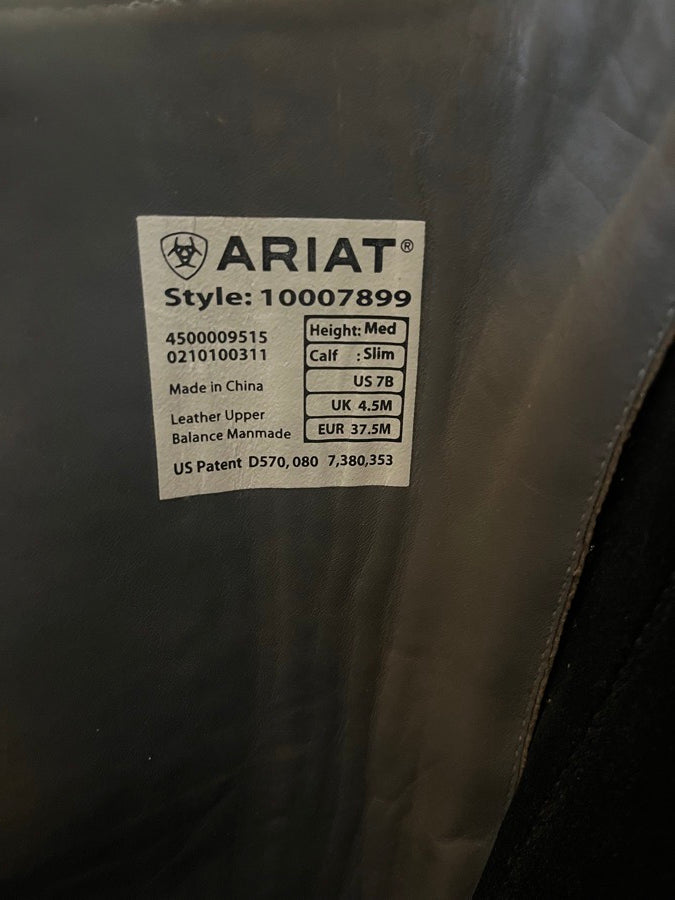 ARIAT®
Style: 10007899
4500009515
0210100311
Made in China
Leather Upper
Balance Manmade
Height: Med
Calf : Slim
US 7B
UK 4.5M
EUR 37.5M
US Patent D570,080 7,380,353